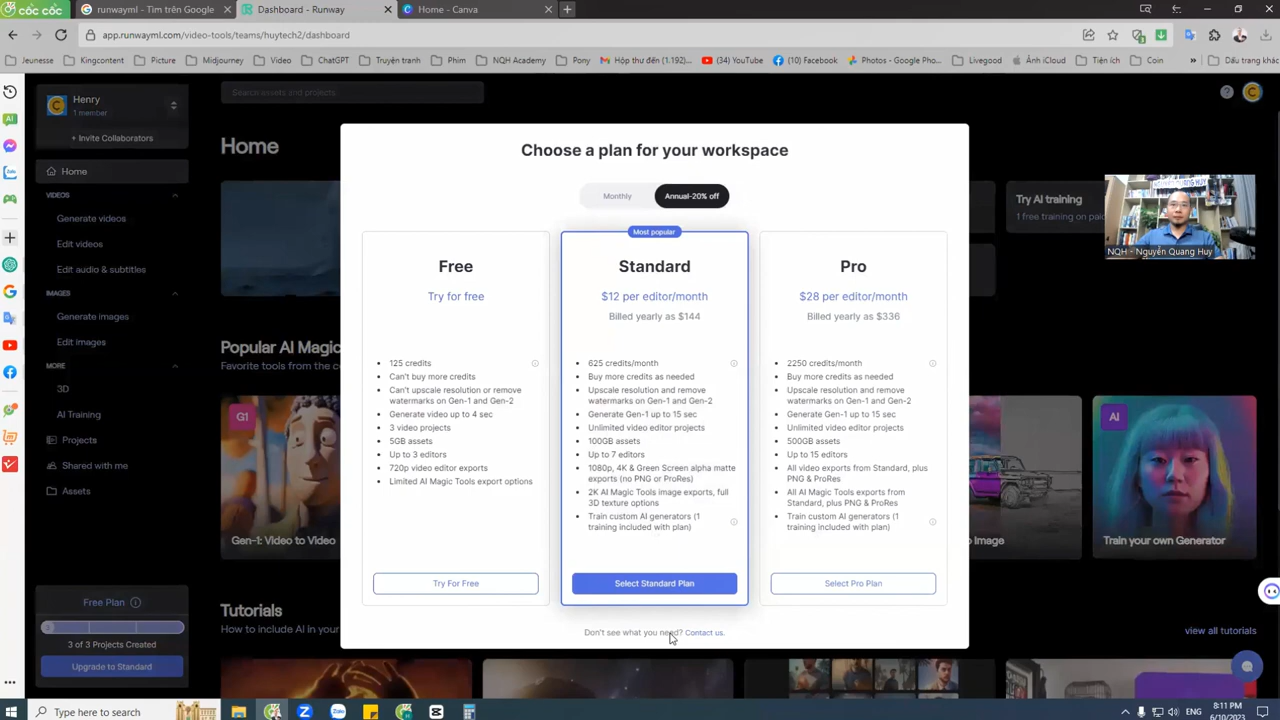 CỐC CỐC
runwayml - Tìm trên Google
Dashboard - Runway
Home - Canva
app.runwayml.com/video-tools/teams/huytech2/dashboard
Jeunesse
Kingcontent
Picture
Midjourney
Video
ChatGPT
Truyện tranh
Phim
NQH Academy
Pony
Hộp thư đến (1.192)...
(34) YouTube
(10) Facebook
Photos - Google Pho...
Livegood
Ảnh iCloud
Tiện ích
Coin
Dấu trang khác
Henry
1 member
+ Invite Collaborators
Home
VIDEOS
Generate videos
Edit videos
Edit audio & subtitles
IMAGES
Generate images
Edit images
MORE
3D
AI Training
Projects
Shared with me
Assets
Free Plan
3 of 3 Projects Created
Upgrade to Standard
Search assets and projects
Home
Popular AI Magic
Favorite tools from the c
G1
Gen-1: Video to Video
Tutorials
How to include AI in your
Choose a plan for your workspace
Monthly
Annual-20% off
Free
Try for free
125 credits
Can't buy more credits
Can't upscale resolution or remove
watermarks on Gen-1 and Gen-2
Generate video up to 4 sec
3 video projects
5GB assets
Up to 3 editors
720p video editor exports
Limited AI Magic Tools export options
Try For Free
Most popular
Standard
$12 per editor/month
Billed yearly as $144
625 credits/month
Buy more credits as needed
Upscale resolution and remove
watermarks on Gen-1 and Gen-2
Generate Gen-1 up to 15 sec
Unlimited video editor projects
100GB assets
Up to 7 editors
1080p, 4K & Green Screen alpha matte
exports (no PNG or ProRes)
2K AI Magic Tools image exports, full
3D texture options
Train custom AI generators (1
training included with plan)
Select Standard Plan
Pro
$28 per editor/month
Billed yearly as $336
2250 credits/month
Buy more credits as needed
Upscale resolution and remove
watermarks on Gen-1 and Gen-2
Generate Gen-1 up to 15 sec
Unlimited video editor projects
500GB assets
Up to 15 editors
All video exports from Standard, plus
PNG & ProRes
All AI Magic Tools exports from
Standard, plus PNG & ProRes
Train custom AI generators (1
training included with plan)
Select Pro Plan
Don't see what you need? Contact us.
Try AI training
1 free training on paid
NQH - Nguyễn Quang Huy
o Image
AI
Train your own Generator
view all tutorials
Type here to search
8:11 PM
6/10/2023